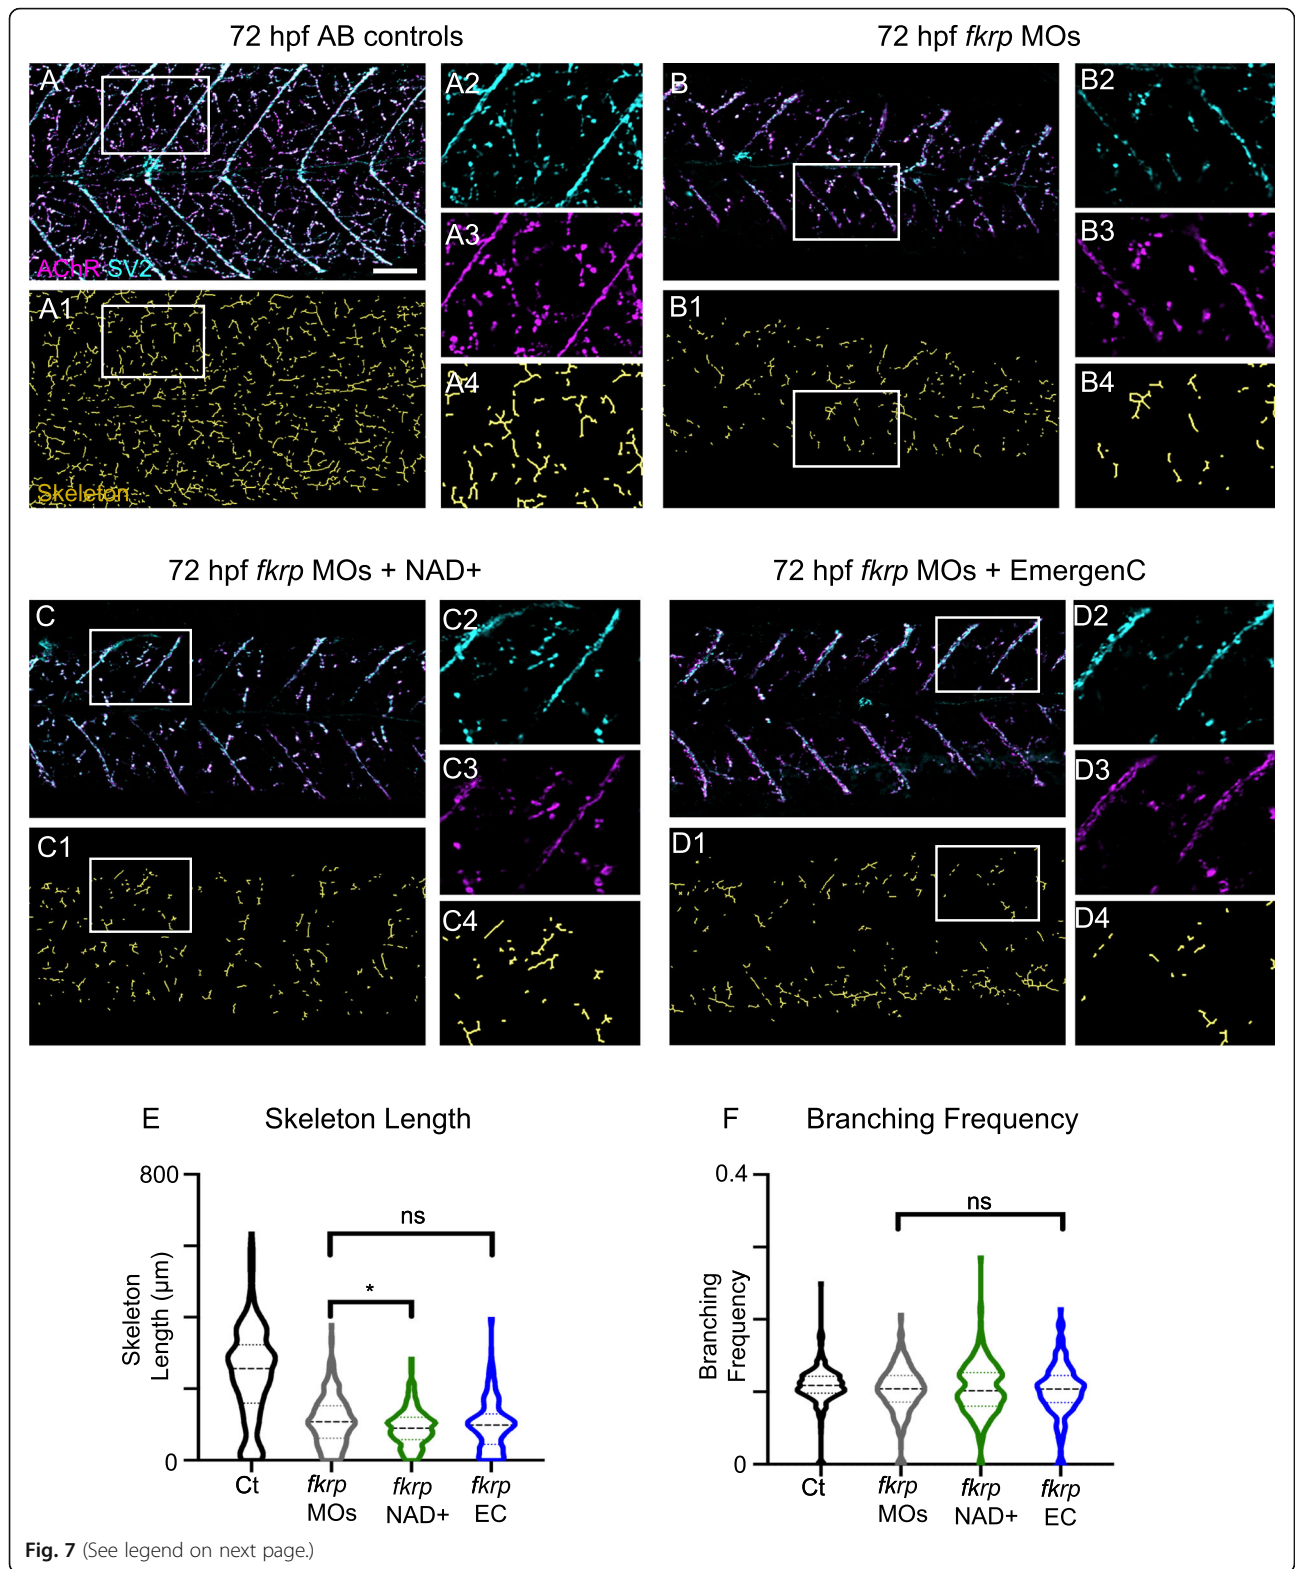 72 hpf AB controls
72 hpf fkrp MOs
A
A2
B
B2
A3
B3
AChR SV2
A1
B1
A4
B4
Skeleton
72 hpf fkrp MOs + NAD+
72 hpf fkrp MOs + EmergenC
C
C2
D2
C3
D3
C1
D1
C4
D4
E
Skeleton Length
F
Branching Frequency
800
ns
*
Skeleton
Length (µm)
0
Ct
fkrp
MOs
fkrp
NAD+
fkrp
EC
0.4
ns
Branching
Frequency
0
Ct
fkrp
MOs
fkrp
NAD+
fkrp
EC
Fig. 7 (See legend on next page.)